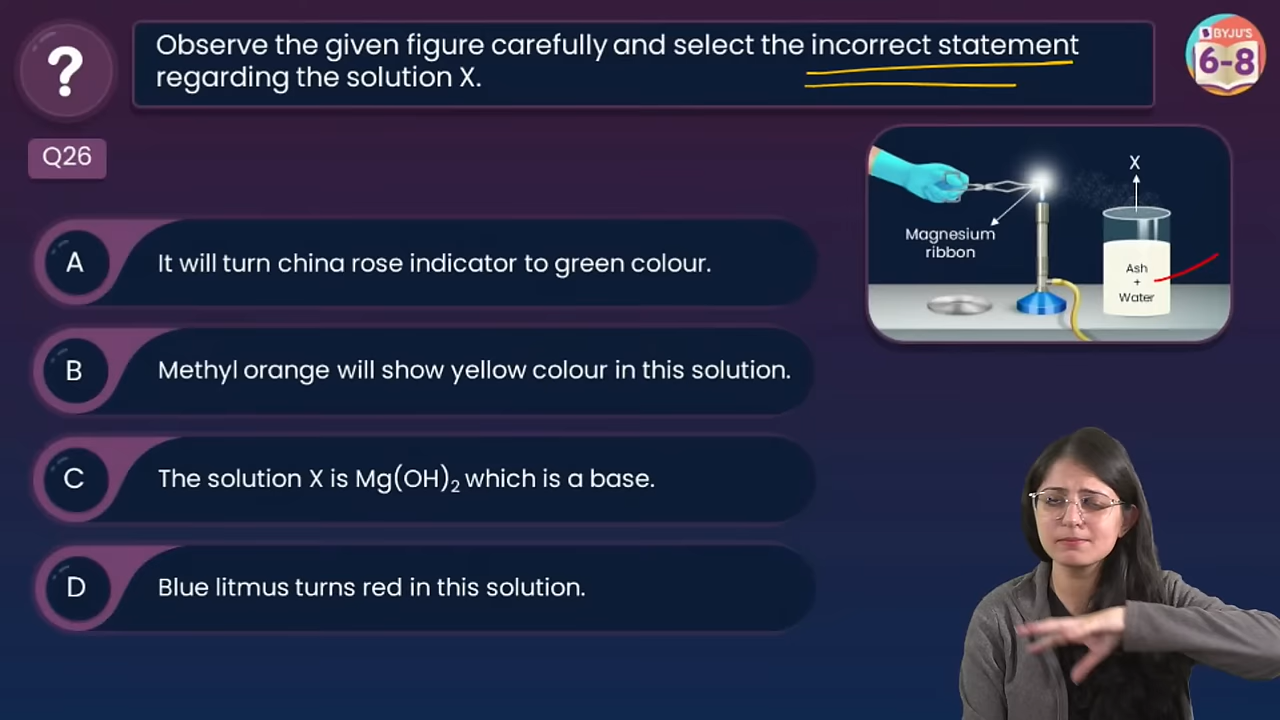 ?
Observe the given figure carefully and select the incorrect statement
regarding the solution X.
BYJU'S
6-8
Q26
X
Magnesium
ribbon
Ash
+
Water
A
It will turn china rose indicator to green colour.
B
Methyl orange will show yellow colour in this solution.
C
The solution X is Mg(OH)₂ which is a base.
D
Blue litmus turns red in this solution.